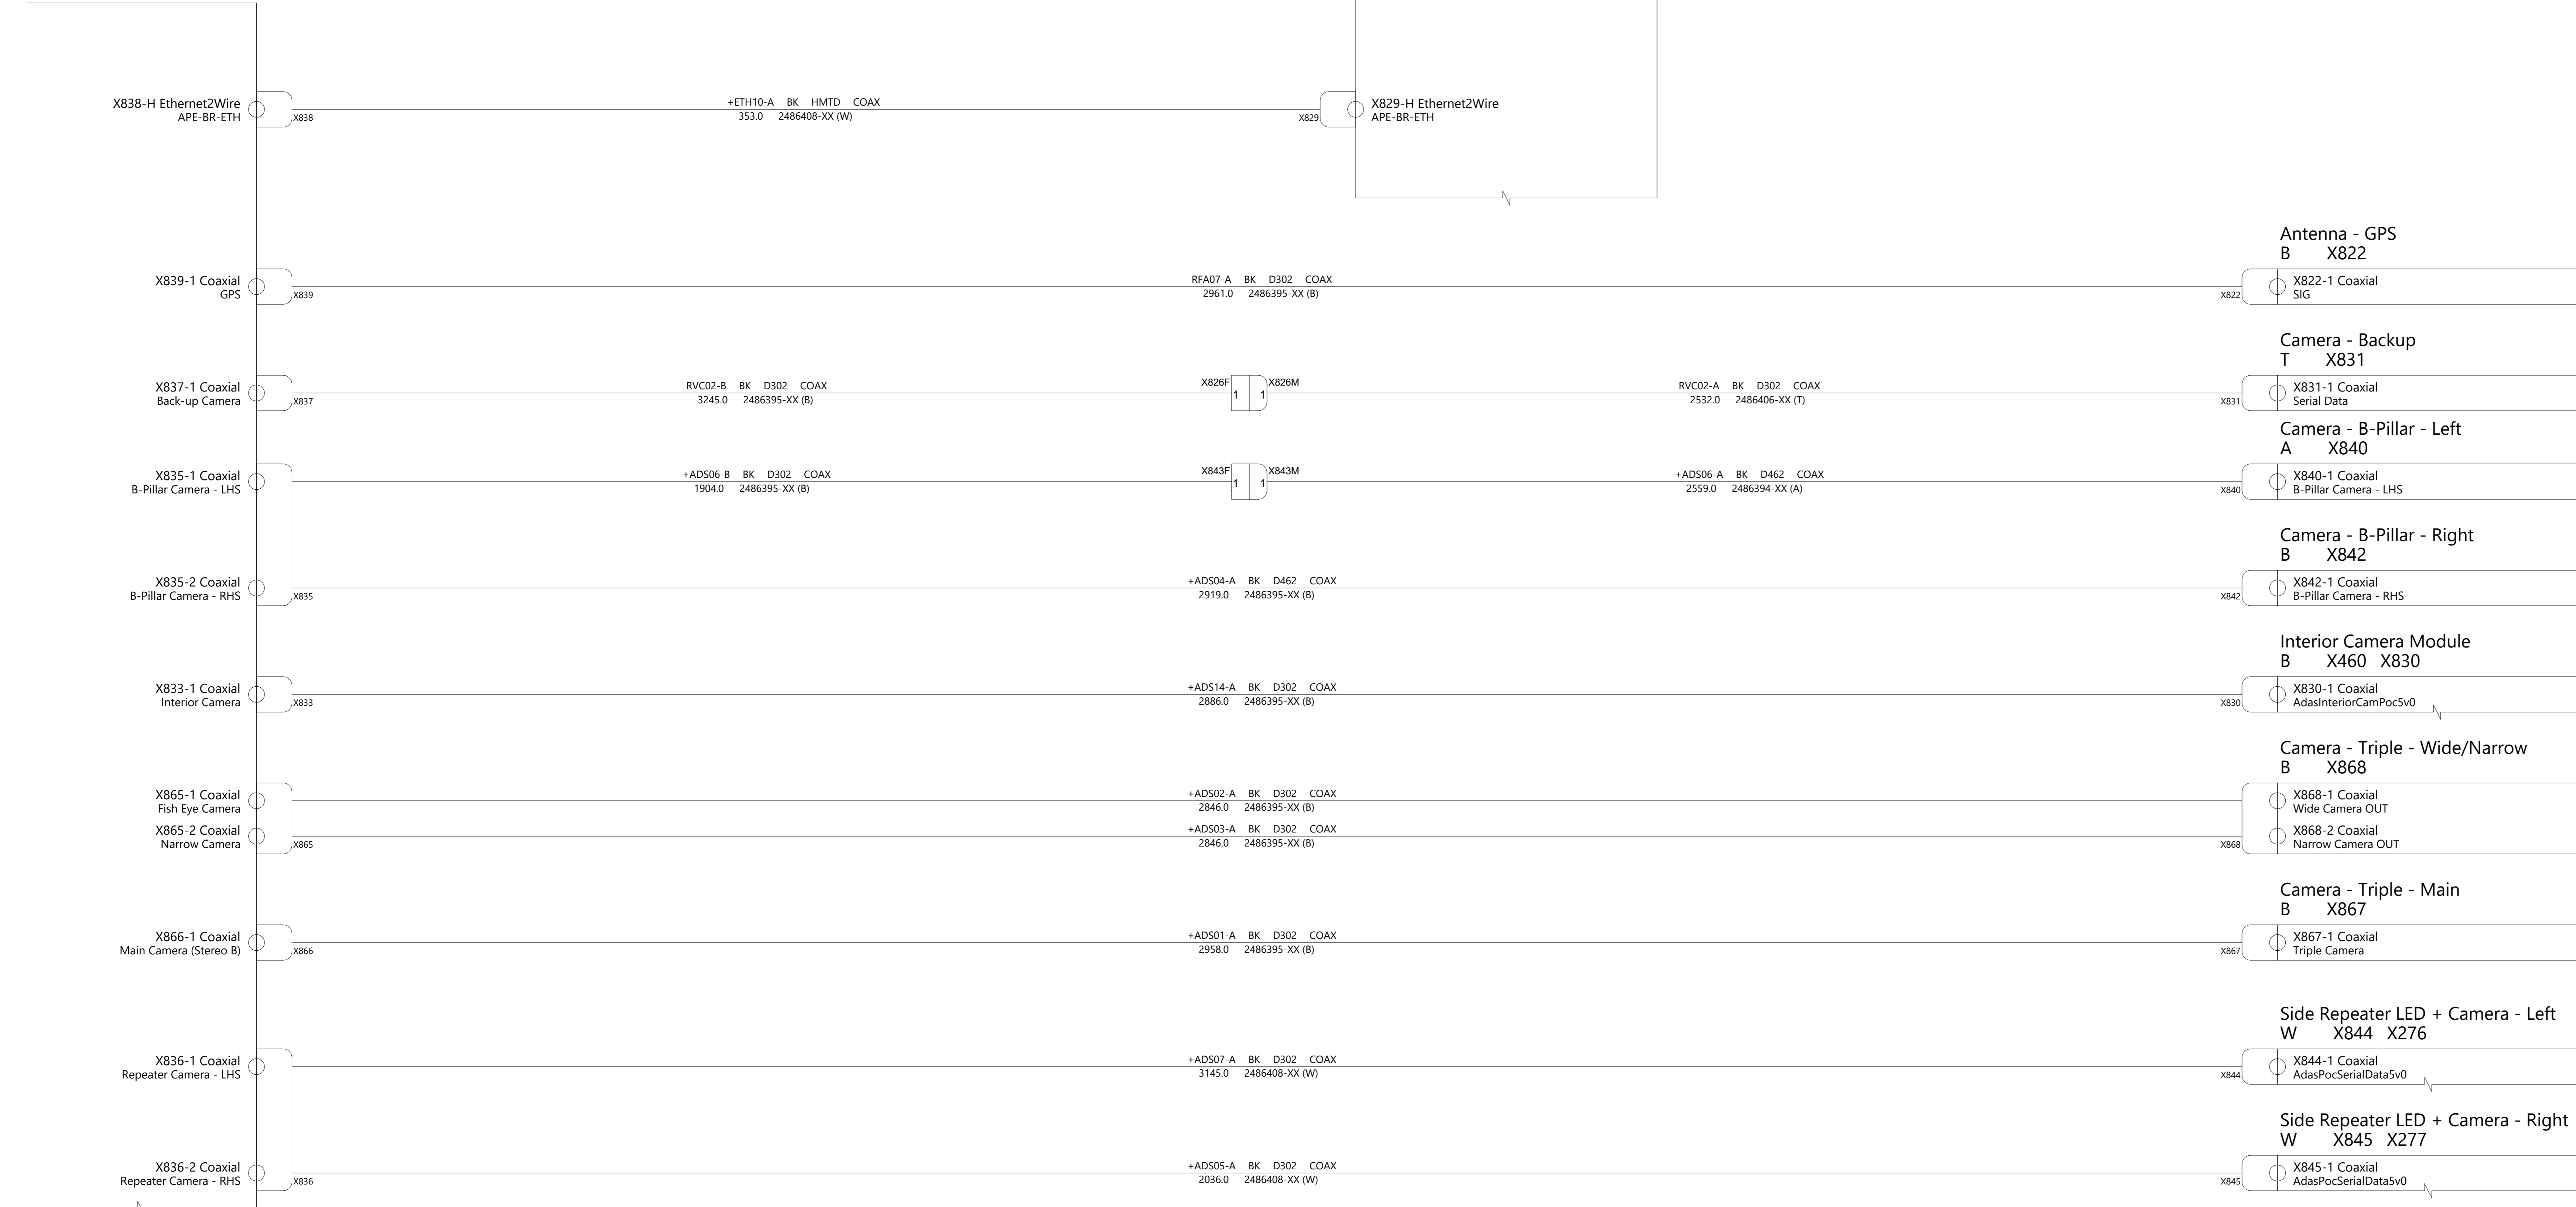 X838-H Ethernet2Wire
APE-BR-ETH
X838
+ETH10-A BK HMTD COAX
353.0 2486408-XX (W)
X829
X829-H Ethernet2Wire
APE-BR-ETH
Antenna - GPS
B X822
X839-1 Coaxial
GPS
X839
RFA07-A BK D302 COAX
2961.0 2486395-XX (B)
X822
X822-1 Coaxial
SIG
Camera - Backup
T X831
X837-1 Coaxial
Back-up Camera
X837
RVC02-B BK D302 COAX
3245.0 2486395-XX (B)
X826F
1
1
X826M
RVC02-A BK D302 COAX
2532.0 2486406-XX (T)
X831
X831-1 Coaxial
Serial Data
Camera - B-Pillar - Left
A X840
X835-1 Coaxial
B-Pillar Camera - LHS
+ADS06-B BK D302 COAX
1904.0 2486395-XX (B)
X843F
1
1
X843M
+ADS06-A BK D462 COAX
2559.0 2486394-XX (A)
X840
X840-1 Coaxial
B-Pillar Camera - LHS
Camera - B-Pillar - Right
B X842
X835-2 Coaxial
B-Pillar Camera - RHS
X835
+ADS04-A BK D462 COAX
2919.0 2486395-XX (B)
X842
X842-1 Coaxial
B-Pillar Camera - RHS
Interior Camera Module
B X460 X830
X833-1 Coaxial
Interior Camera
X833
+ADS14-A BK D302 COAX
2886.0 2486395-XX (B)
X830
X830-1 Coaxial
AdasInteriorCamPoc5v0
Camera - Triple - Wide/Narrow
B X868
X865-1 Coaxial
Fish Eye Camera
+ADS02-A BK D302 COAX
2846.0 2486395-XX (B)
X868-1 Coaxial
Wide Camera OUT
X865-2 Coaxial
Narrow Camera
X865
+ADS03-A BK D302 COAX
2846.0 2486395-XX (B)
X868
X868-2 Coaxial
Narrow Camera OUT
Camera - Triple - Main
B X867
X866-1 Coaxial
Main Camera (Stereo B)
X866
+ADS01-A BK D302 COAX
2958.0 2486395-XX (B)
X867
X867-1 Coaxial
Triple Camera
Side Repeater LED + Camera - Left
W X844 X276
X836-1 Coaxial
Repeater Camera - LHS
+ADS07-A BK D302 COAX
3145.0 2486408-XX (W)
X844
X844-1 Coaxial
AdasPocSerialData5v0
Side Repeater LED + Camera - Right
W X845 X277
X836-2 Coaxial
Repeater Camera - RHS
X836
+ADS05-A BK D302 COAX
2036.0 2486408-XX (W)
X845
X845-1 Coaxial
AdasPocSerialData5v0